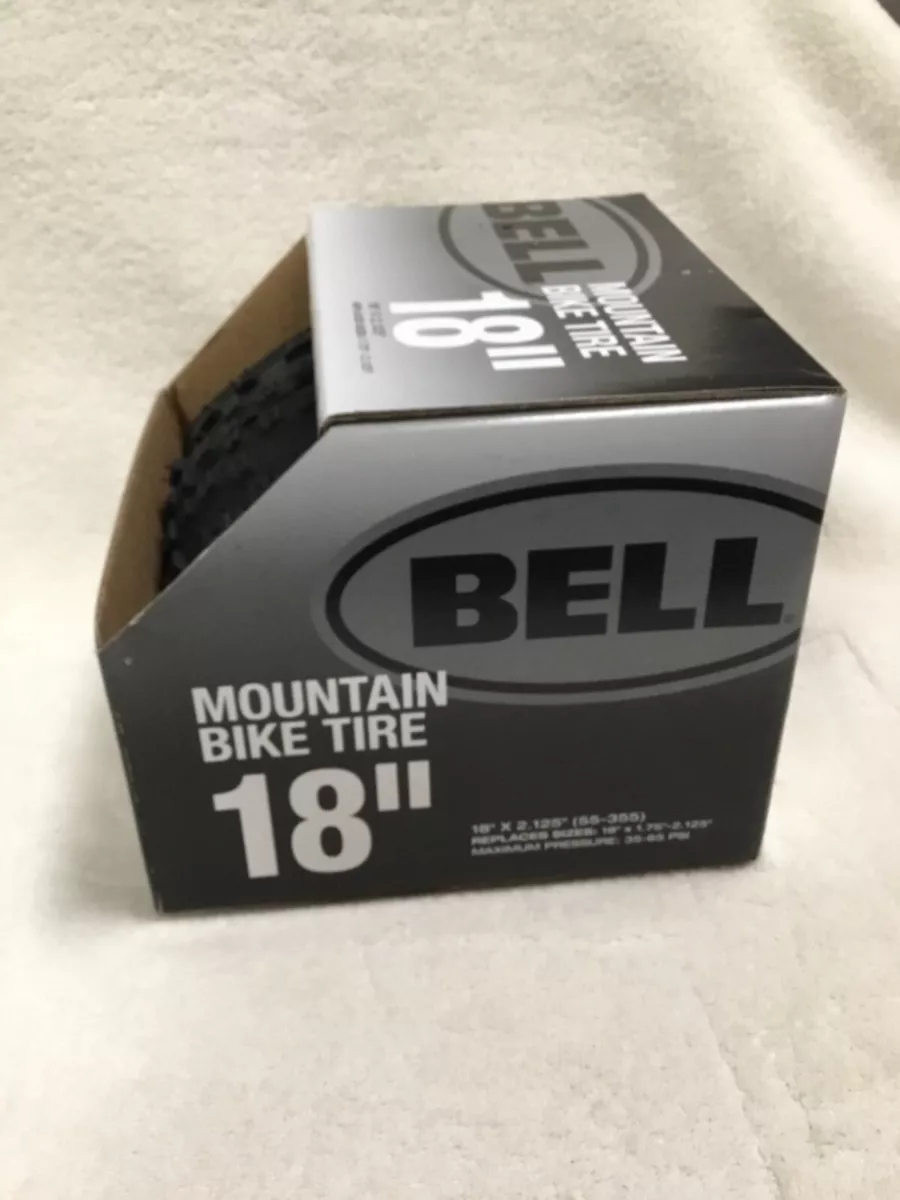 BELL
MOUNTAIN
BIKE TIRE
18"
BELL
MOUNTAIN
BIKE TIRE
18"
18" X 2.125" (55-355)
REPLACES SIZES: 18" x 1.75"-2.125"
MAXIMUM PRESSURE: 35-65 PSI